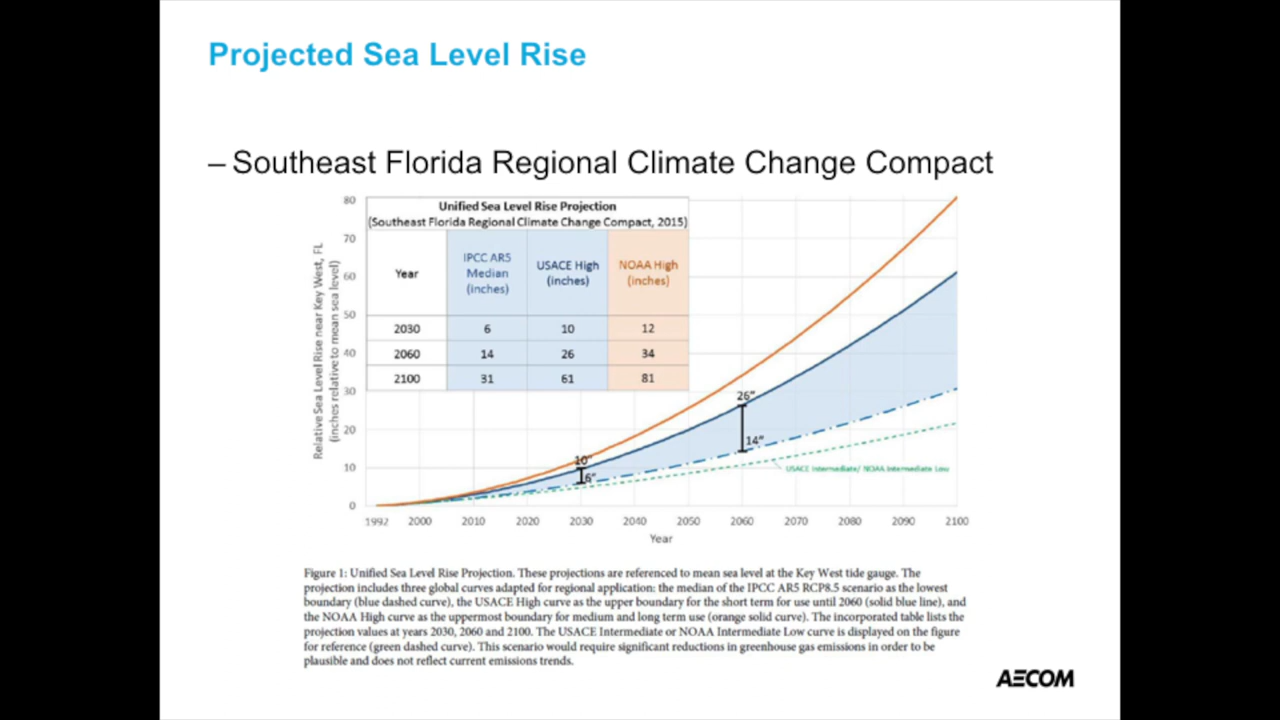 Projected Sea Level Rise
– Southeast Florida Regional Climate Change Compact
Unified Sea Level Rise Projection
(Southeast Florida Regional Climate Change Compact, 2015)
Year
IPCC AR5
Median
(inches)
USACE High
(inches)
NOAA High
(inches)
2030 6 10 12
2060 14 26 34
2100 31 61 81
Relative Sea Level Rise near Key West, FL
(inches relative to mean sea level)
80
70
60
50
40
30
20
10
0
26"
14"
10"
6"
USACE Intermediate/ NOAA Intermediate Low
1992 2000 2010 2020 2030 2040 2050 2060 2070 2080 2090 2100
Year
Figure 1: Unified Sea Level Rise Projection. These projections are referenced to mean sea level at the Key West tide gauge. The
projection includes three global curves adapted for regional application: the median of the IPCC AR5 RCP8.5 scenario as the lowest
boundary (blue dashed curve), the USACE High curve as the upper boundary for the short term for use until 2060 (solid blue line), and
the NOAA High curve as the uppermost boundary for medium and long term use (orange solid curve). The incorporated table lists the
projection values at years 2030, 2060 and 2100. The USACE Intermediate or NOAA Intermediate Low curve is displayed on the figure
for reference (green dashed curve). This scenario would require significant reductions in greenhouse gas emissions in order to be
plausible and does not reflect current emissions trends.
AECOM